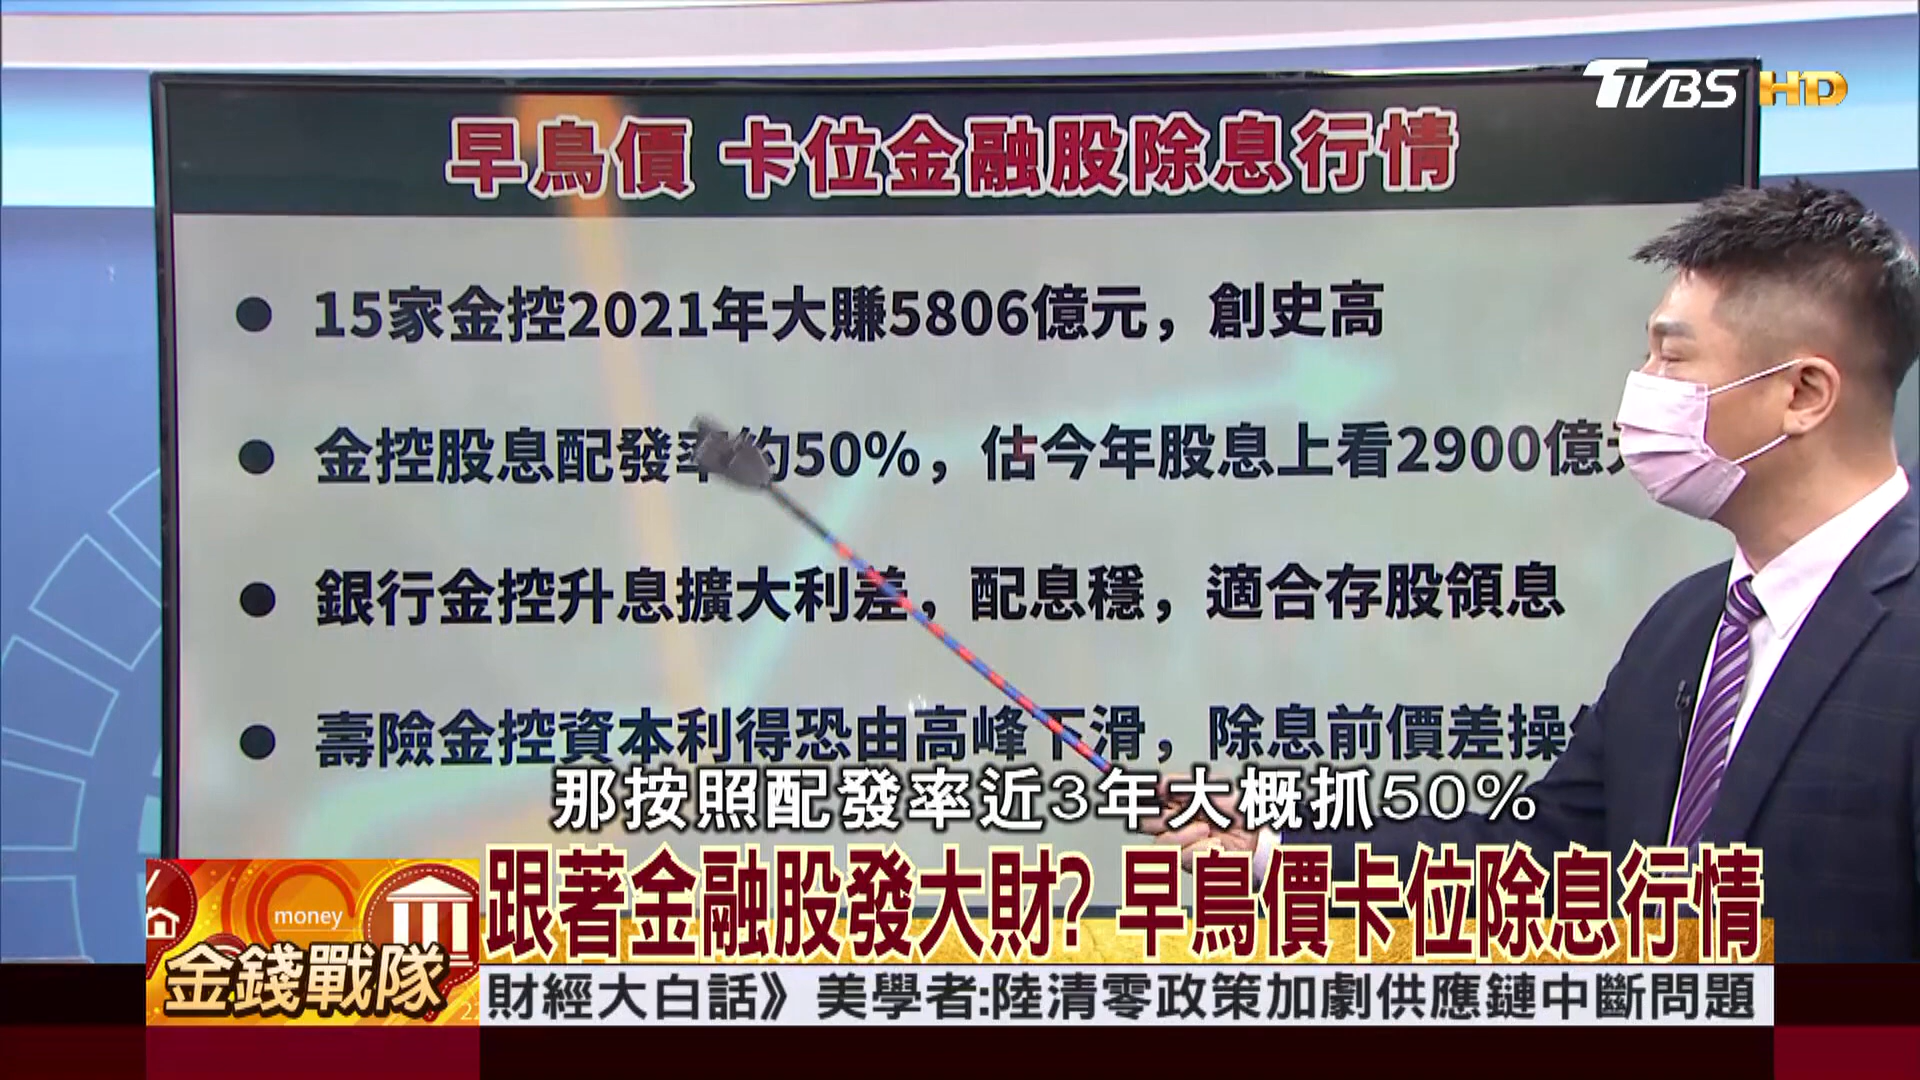 TVBS HD
早鳥價 卡位金融股除息行情
● 15家金控2021年大賺5806億元，創史高
● 金控股息配發率約50%，估今年股息上看2900億
● 銀行金控升息擴大利差，配息穩，適合存股領息
● 壽險金控資本利得恐由高峰下滑，除息前價差操
那按照配發率近3年大概抓50%
money
金錢戰隊
跟著金融股發大財? 早鳥價卡位除息行情
財經大白話》美學者:陸清零政策加劇供應鏈中斷問題